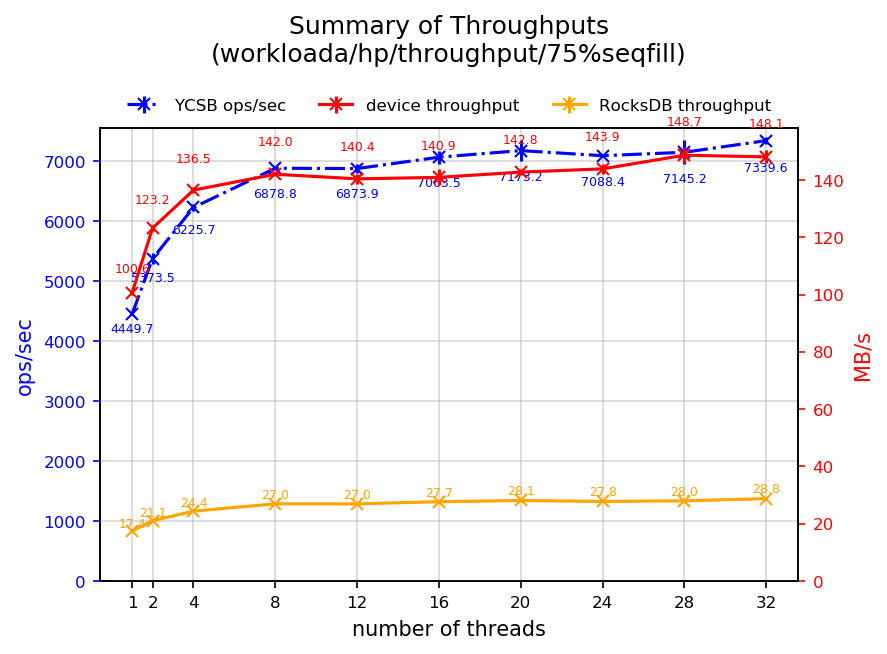 Summary of Throughputs
(workloada/hp/throughput/75%seqfill)
YCSB ops/sec device throughput RocksDB throughput
148.7 148.1
142.0 140.4 140.9 142.8 143.9
136.5
123.2
100.6
7339.6
6878.8 6873.9 7063.5 7173.2 7088.4 7145.2
6225.7
5373.5
4449.7
17.4 21.1 24.4 27.0 27.0 27.7 28.1 27.8 28.0 28.8
7000
6000
5000
4000
3000
2000
1000
0
ops/sec
140
120
100
80
60
40
20
0
MB/s
1 2 4 8 12 16 20 24 28 32
number of threads